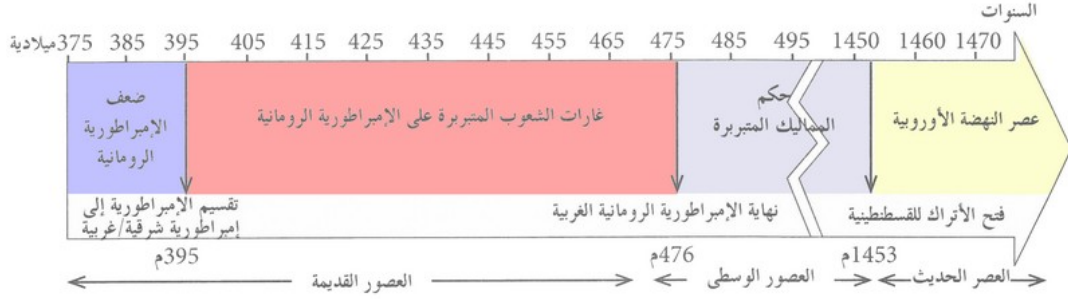 السنوات
375 385 395 405 415 425 435 445 455 465 476 485 495 1450 1460 1470
ميلادية
ضعف
الإمبراطورية
الرومانية
غارات الشعوب المتبربرة على الإمبراطورية الرومانية
حكم
المماليك المتبربرة
عصر النهضة الأوروبية
تقسيم الإمبراطورية إلى
إمبراطورية شرقية/غربية
نهاية الإمبراطورية الرومانية الغربية
فتح الأتراك للقسطنطينية
395م
476م
1453م
العصور القديمة
العصور الوسطى
العصر الحديث